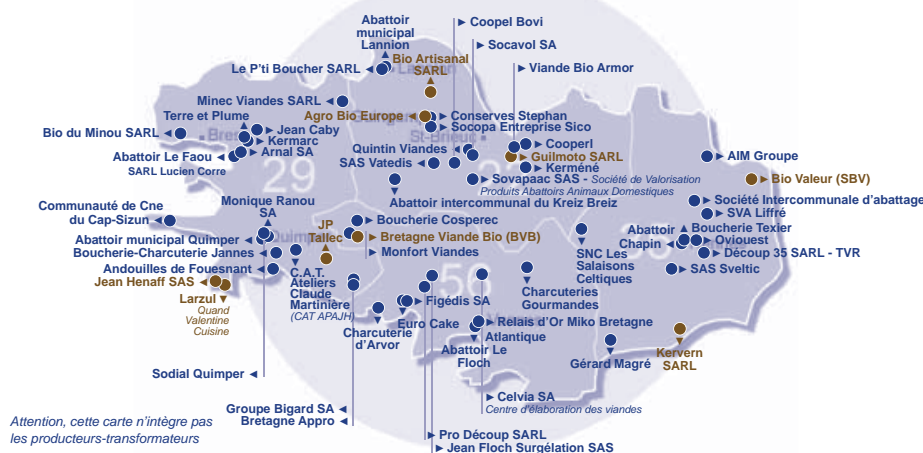 Abattoir
municipal
Lannion
► Coopel Bovi
► Socavol SA
Bio Artisanal
SARL
Le P'ti Boucher SARL ◄
Lannion
► Viande Bio Armor
Minec Viandes SARL ◄
Terre et Plume
Agro Bio Europe ◄
Guingamp
► Conserves Stephan
► Socopa Entreprise Sico
St-Brieuc
Bio du Minou SARL ◄
Brest
► Jean Caby
► Kermarc
► Arnal SA
Quintin Viandes ◄
► Cooperl
► Guilmoto SARL
► AIM Groupe
Abattoir Le Faou ◄
SARL Lucien Corre
SAS Vatedis ◄
► Kerméné
29
► Sovapaac SAS - Société de Valorisation
Produits Abattoirs Animaux Domestiques
► Bio Valeur (SBV)
Abattoir intercommunal du Kreiz Breiz
Communauté de Cne
du Cap-Sizun ◄
Monique Ranou
SA
► Société Intercommunale d'abattage
► SVA Liffré
JP
Tallec
► Boucherie Cosperec
Abattoir
Chapin ◄
Boucherie Texier
Abattoir municipal Quimper ◄
► Bretagne Viande Bio (BVB)
► Oviouest
Boucherie-Charcuterie Jannes ◄
► Monfort Viandes
SNC Les
Salaisons
Celtiques
► Découp 35 SARL - TVR
35
Andouilles de Fouesnant ◄
► SAS Sveltic
Jean Henaff SAS ◄
C.A.T.
Ateliers
Claude
Martinière
(CAT APAJH)
56
Charcuteries
Gourmandes
Larzul
Quand
Valentine
Cuisine
► Figédis SA
Euro Cake
Charcuterie
d'Arvor
► Relais d'Or Miko Bretagne
Atlantique
Abattoir Le
Floch
Gérard Magré
Kervern
SARL
Sodial Quimper ◄
► Celvia SA
Centre d'élaboration des viandes
Groupe Bigard SA ◄
Bretagne Appro ◄
Attention, cette carte n'intègre pas
les producteurs-transformateurs
► Pro Découp SARL
► Jean Floch Surgélation SAS